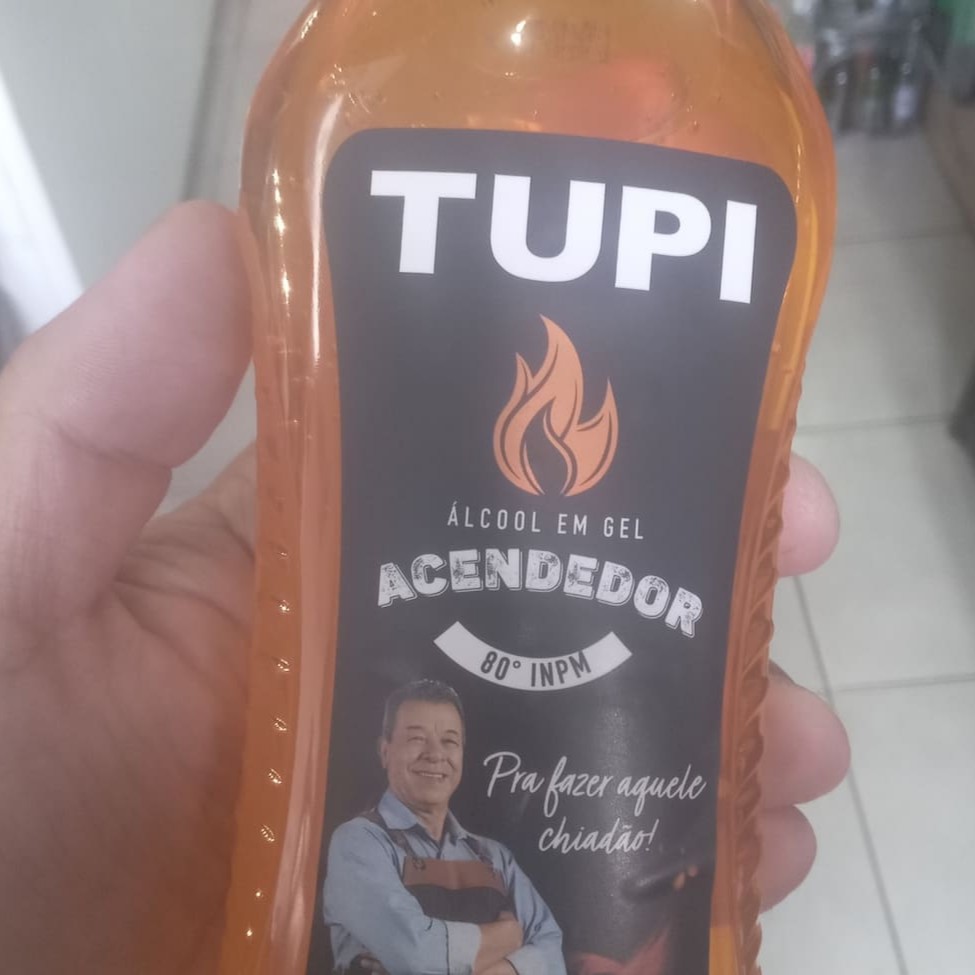 TUPI
ÁLCOOL EM GEL
ACENDEDOR
80° INPM
Pra fazer aquele
chiadão!